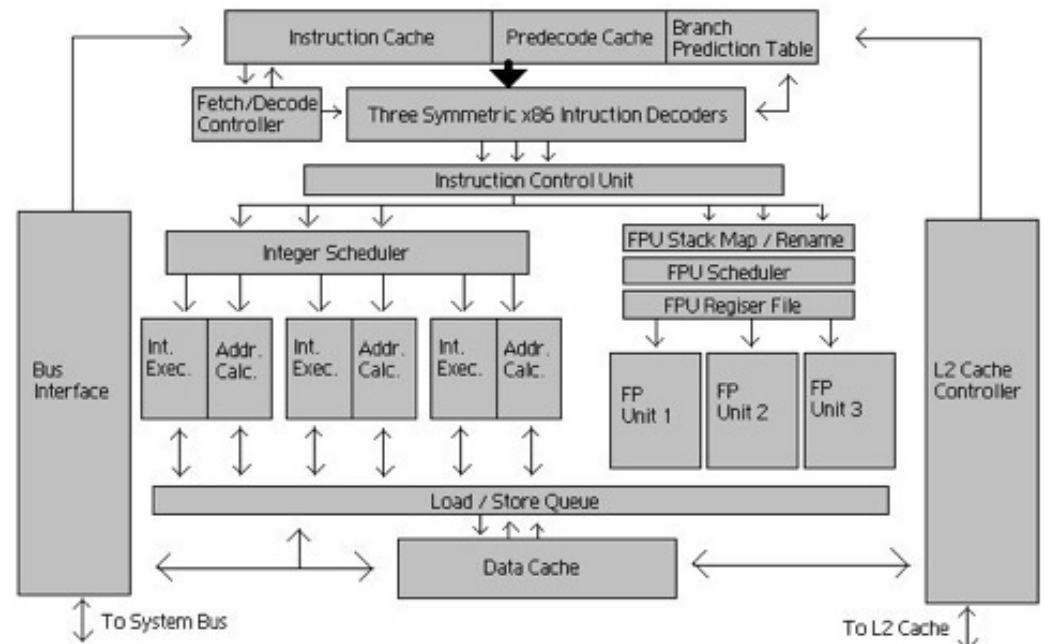 Instruction Cache
Predecode Cache
Branch
Prediction Table
Fetch/Decode
Controller
Three Symmetric x86 Intruction Decoders
Instruction Control Unit
Integer Scheduler
FPU Stack Map / Rename
FPU Scheduler
FPU Regiser File
Bus
Interface
Int.
Exec.
Addr.
Calc.
Int.
Exec.
Addr.
Calc.
Int.
Exec.
Addr.
Calc.
FP
Unit 1
FP
Unit 2
FP
Unit 3
L2 Cache
Controller
Load / Store Queue
Data Cache
To System Bus
To L2 Cache